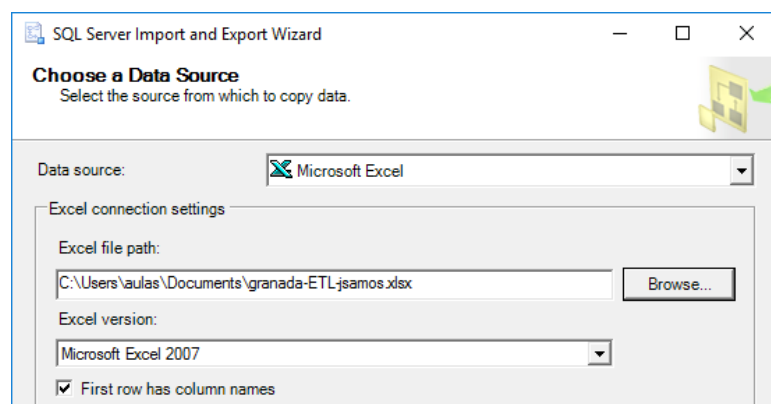 SQL Server Import and Export Wizard
Choose a Data Source
Select the source from which to copy data.
Data source:
Microsoft Excel
Excel connection settings
Excel file path:
C:\Users\aulas\Documents\granada-ETL-jsamos.xlsx
Browse...
Excel version:
Microsoft Excel 2007
First row has column names